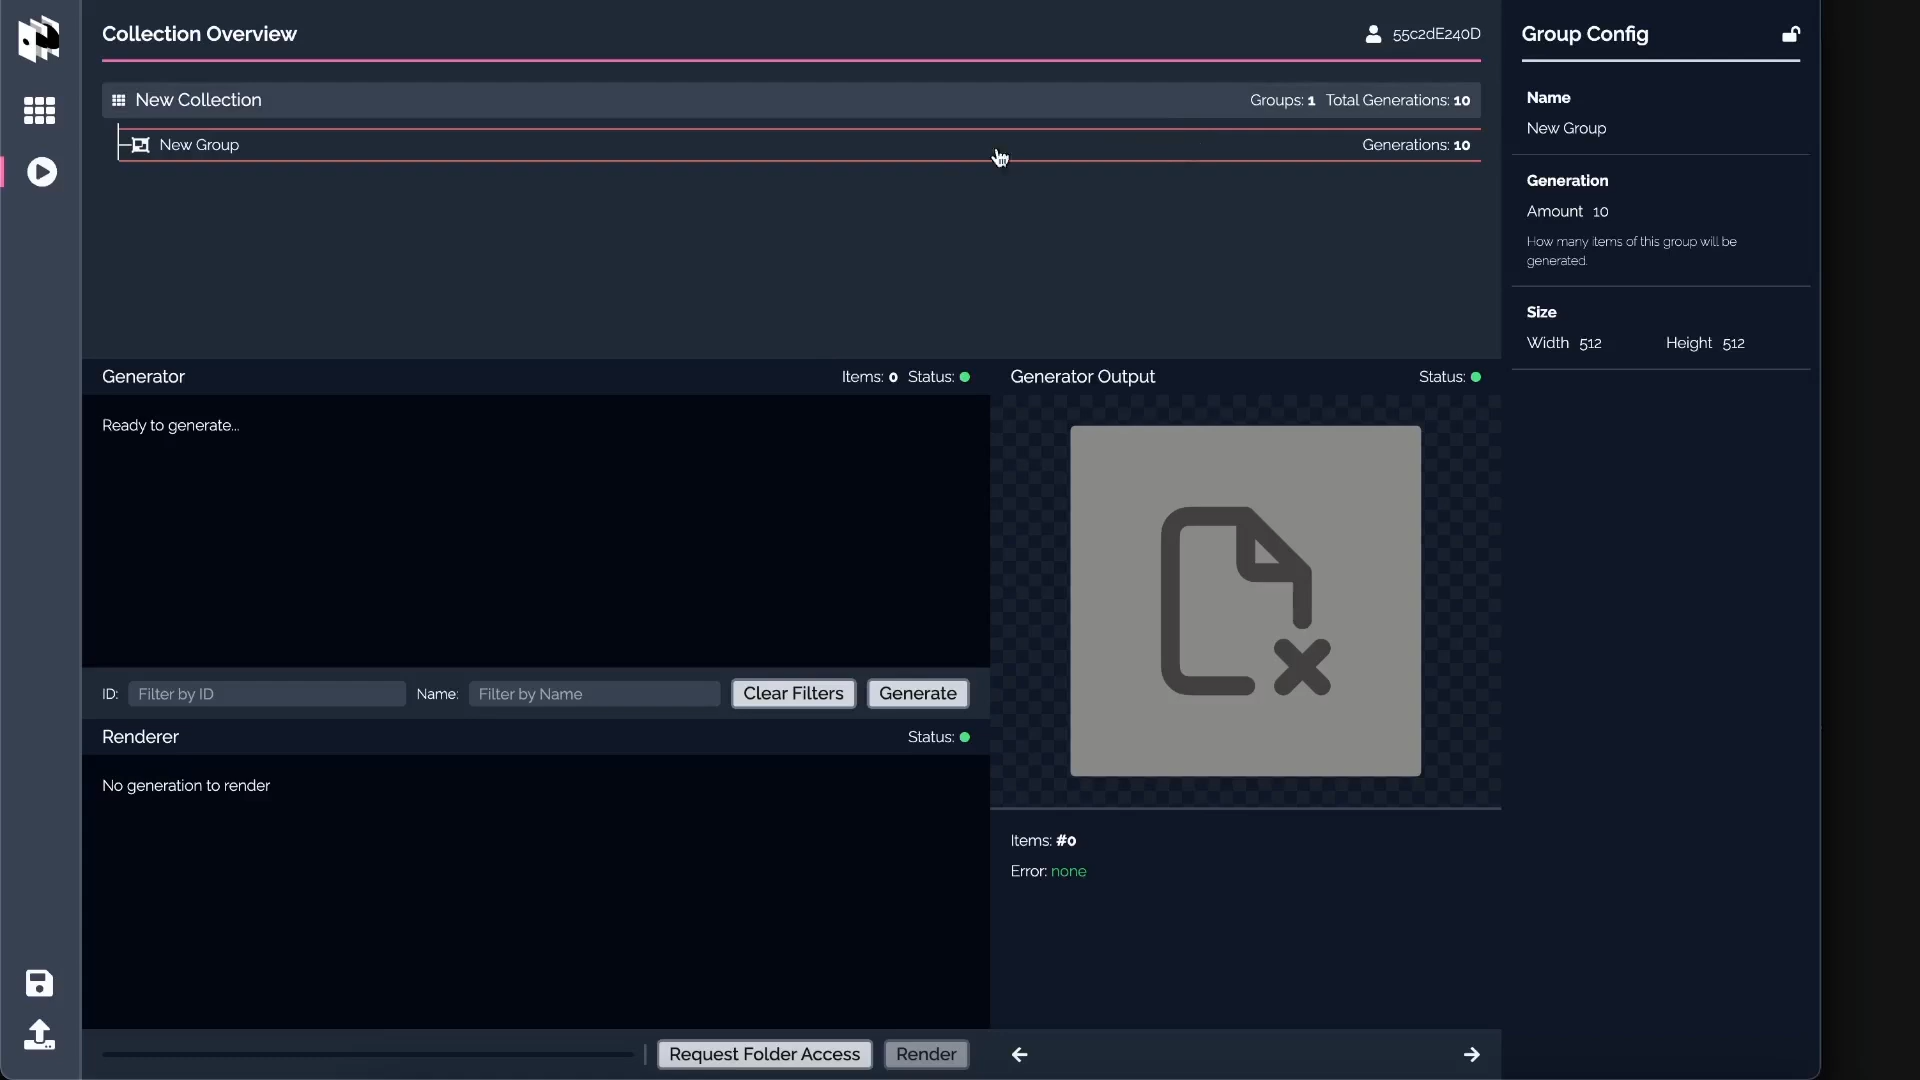 Collection Overview
55c2dE240D
New Collection
Groups: 1 Total Generations: 10
New Group
Generations: 10
Group Config
Name
New Group
Generation
Amount 10
How many items of this group will be
generated.
Size
Width 512 Height 512
Generator
Items: 0 Status:
Ready to generate...
ID: Filter by ID Name: Filter by Name Clear Filters Generate
Renderer
Status:
No generation to render
Request Folder Access Render
Generator Output
Status:
Items: #0
Error: none